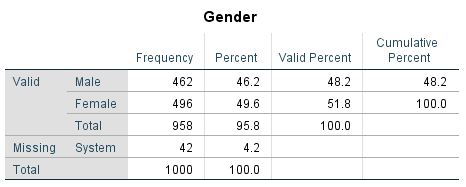 Gender
Frequency Percent Valid Percent Cumulative Percent
Valid Male 462 46.2 48.2 48.2
Female 496 49.6 51.8 100.0
Total 958 95.8 100.0
Missing System 42 4.2
Total 1000 100.0